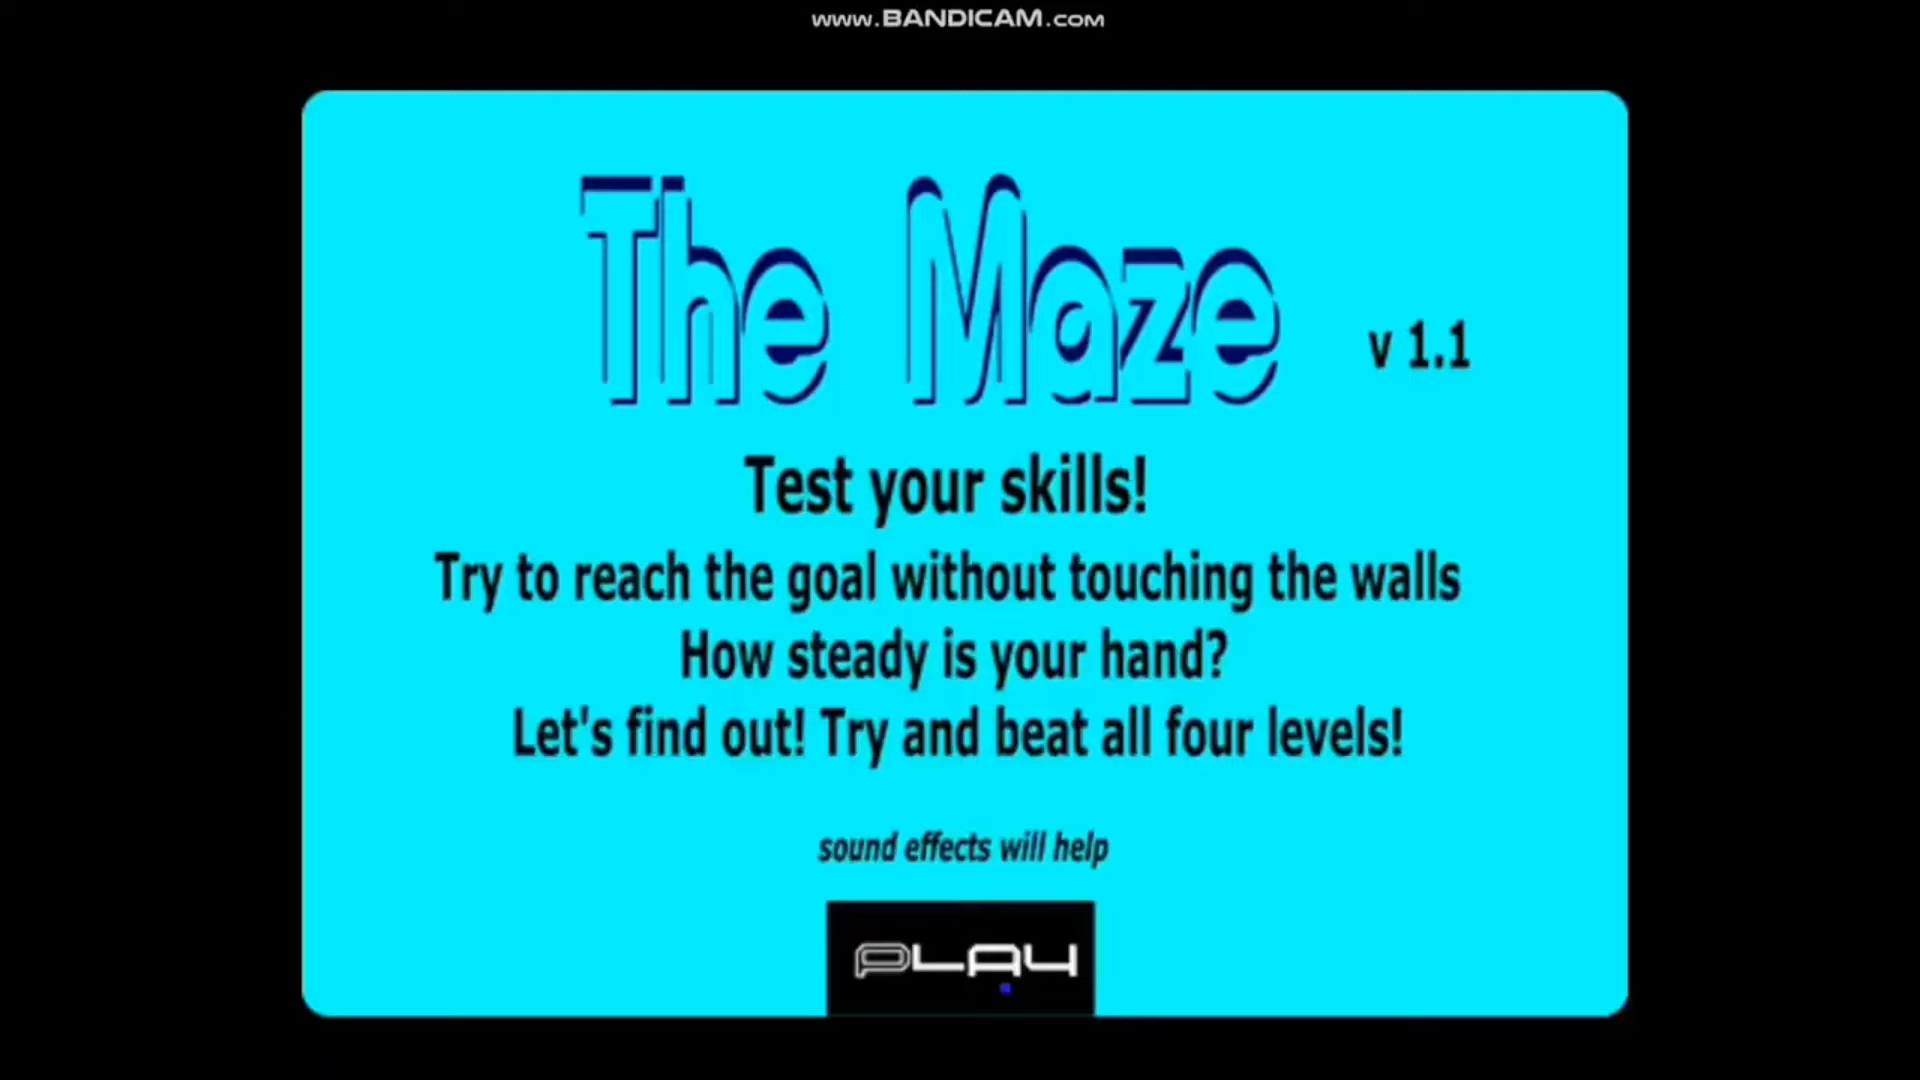 www.BANDICAM.com
The Maze
v 1.1
Test your skills!
Try to reach the goal without touching the walls
How steady is your hand?
Let's find out! Try and beat all four levels!
sound effects will help
PLAY